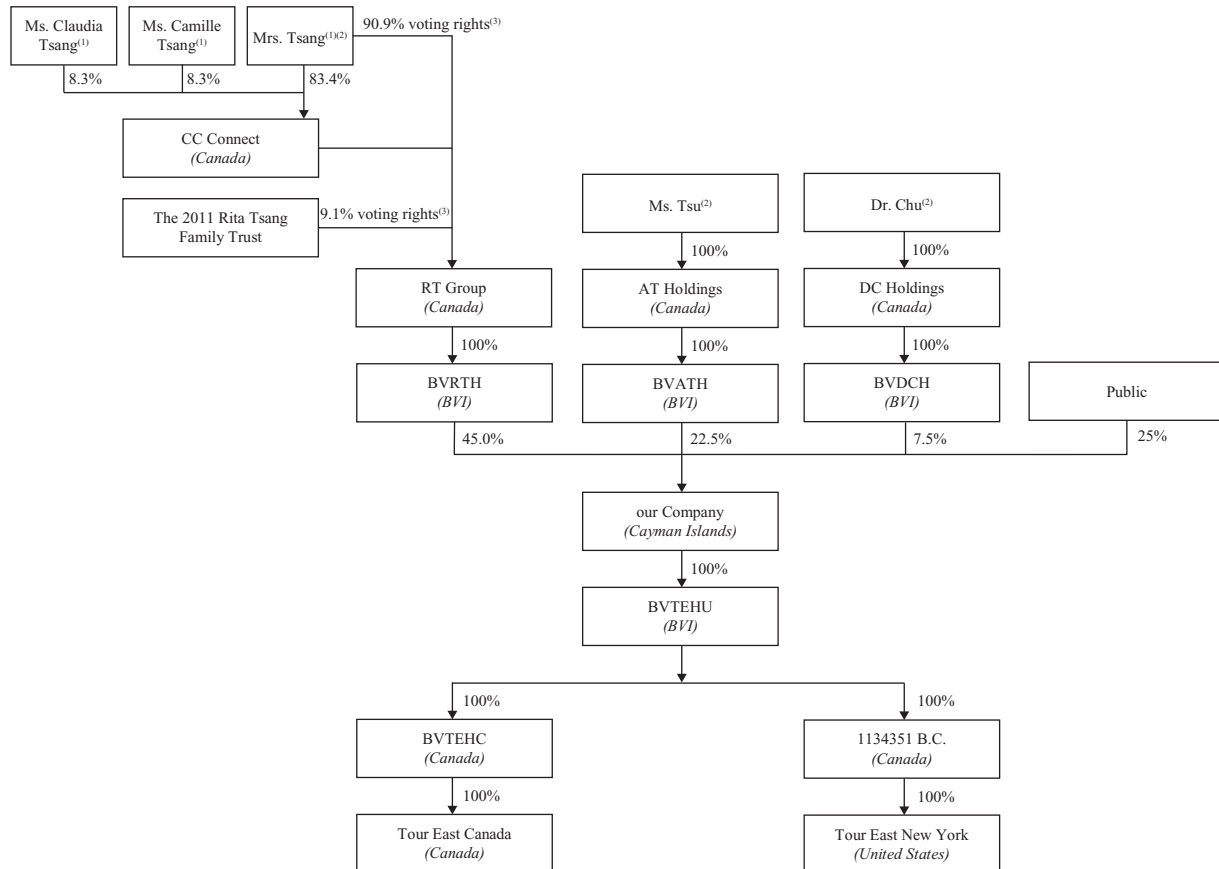 Ms. Claudia
Tsang(1)
Ms. Camille
Tsang(1)
Mrs. Tsang(1)(2)
90.9% voting rights(3)
8.3%
8.3%
83.4%
CC Connect
(Canada)
The 2011 Rita Tsang
Family Trust
9.1% voting rights(3)
Ms. Tsu(2)
Dr. Chu(2)
100%
100%
RT Group
(Canada)
AT Holdings
(Canada)
DC Holdings
(Canada)
100%
100%
100%
BVRTH
(BVI)
BVATH
(BVI)
BVDCH
(BVI)
Public
45.0%
22.5%
7.5%
25%
our Company
(Cayman Islands)
100%
BVTEHU
(BVI)
100%
100%
BVTEHC
(Canada)
1134351 B.C.
(Canada)
100%
100%
Tour East Canada
(Canada)
Tour East New York
(United States)